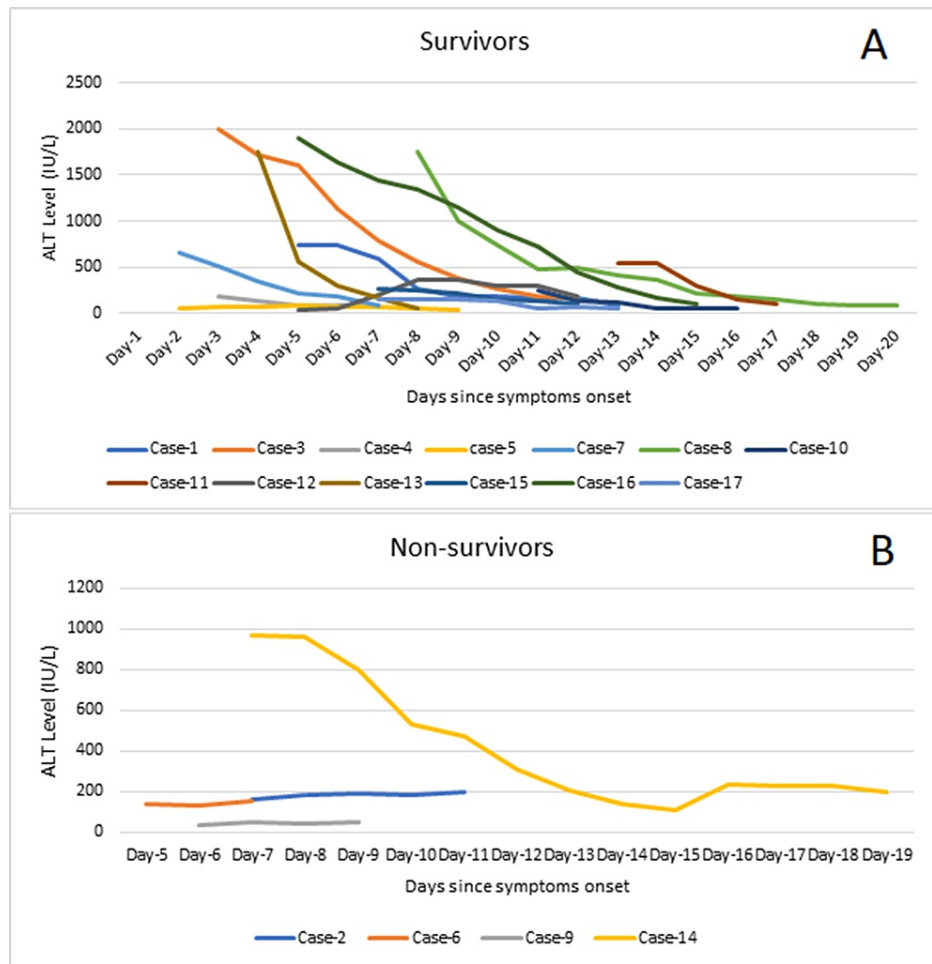 Survivors
A
2500
2000
1500
1000
500
0
ALT Level (IU/L)
Day-1 Day-2 Day-3 Day-4 Day-5 Day-6 Day-7 Day-8 Day-9 Day-10 Day-11 Day-12 Day-13 Day-14 Day-15 Day-16 Day-17 Day-18 Day-19 Day-20
Days since symptoms onset
Case-1 Case-3 Case-4 case-5 Case-7 Case-8 Case-10
Case-11 Case-12 Case-13 Case-15 Case-16 Case-17
Non-survivors
B
1200
1000
800
600
400
200
0
ALT Level (IU/L)
Day-5 Day-6 Day-7 Day-8 Day-9 Day-10 Day-11 Day-12 Day-13 Day-14 Day-15 Day-16 Day-17 Day-18 Day-19
Days since symptoms onset
Case-2 Case-6 Case-9 Case-14